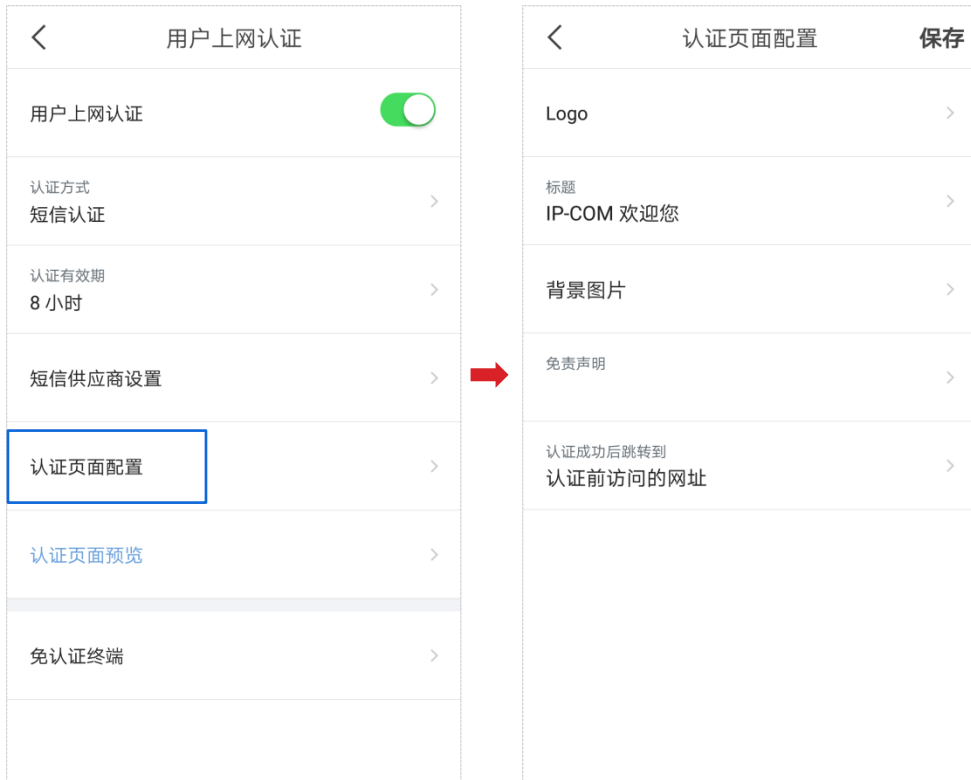 用户上网认证
用户上网认证
认证方式
短信认证
认证有效期
8 小时
短信供应商设置
认证页面配置
认证页面预览
免认证终端
认证页面配置
保存
Logo
标题
IP-COM 欢迎您
背景图片
免责声明
认证成功后跳转到
认证前访问的网址